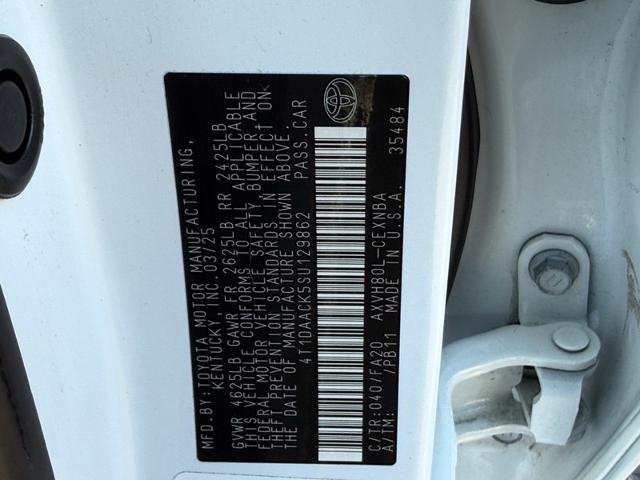 MFD.BY:TOYOTA MOTOR MANUFACTURING,
KENTUCKY, INC. 03/25
GVWR 4625LB GAWR FR 2625LB RR 2425LB
THIS VEHICLE CONFORMS TO ALL APPLICABLE
FEDERAL MOTOR VEHICLE SAFETY, BUMPER, AND
THEFT PREVENTION STANDARDS IN EFFECT ON
THE DATE OF MANUFACTURE SHOWN ABOVE.
4T1DAACK5SU129862 PASS.CAR
C/TR:040/FA20 AXVH80L-CEXNBA
A/TM: /PB11 MADE IN U.S.A. 35484